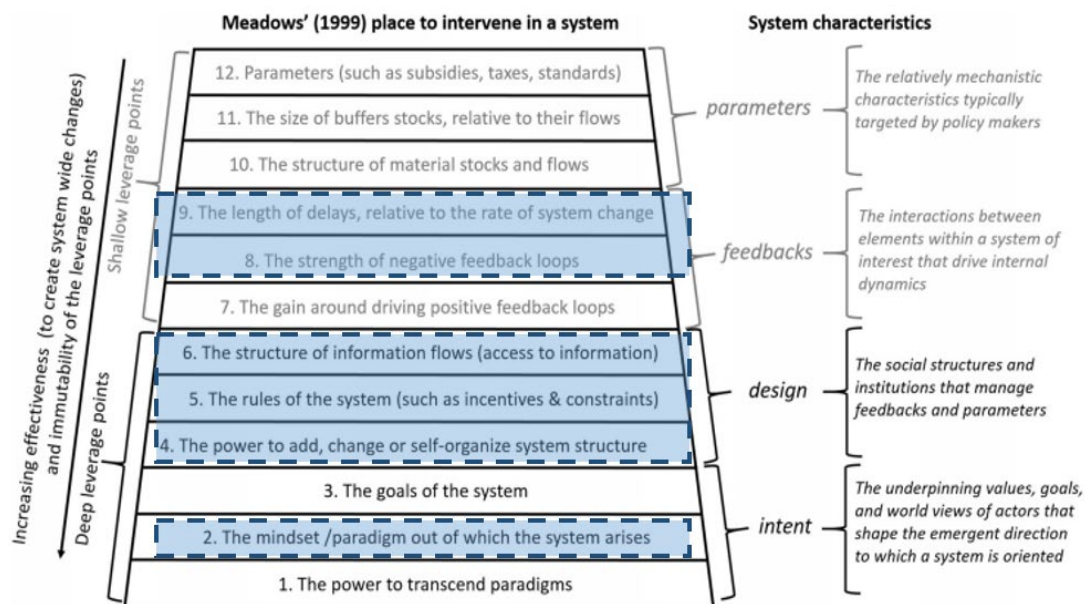 Meadows' (1999) place to intervene in a system
System characteristics
Increasing effectiveness (to create system wide changes)
and immutability of the leverage points
Shallow leverage points
Deep leverage points
12. Parameters (such as subsidies, taxes, standards)
11. The size of buffers stocks, relative to their flows
10. The structure of material stocks and flows
9. The length of delays, relative to the rate of system change
8. The strength of negative feedback loops
7. The gain around driving positive feedback loops
6. The structure of information flows (access to information)
5. The rules of the system (such as incentives & constraints)
4. The power to add, change or self-organize system structure
3. The goals of the system
2. The mindset /paradigm out of which the system arises
1. The power to transcend paradigms
parameters
The relatively mechanistic
characteristics typically
targeted by policy makers
feedbacks
The interactions between
elements within a system of
interest that drive internal
dynamics
design
The social structures and
institutions that manage
feedbacks and parameters
intent
The underpinning values, goals,
and world views of actors that
shape the emergent direction
to which a system is oriented